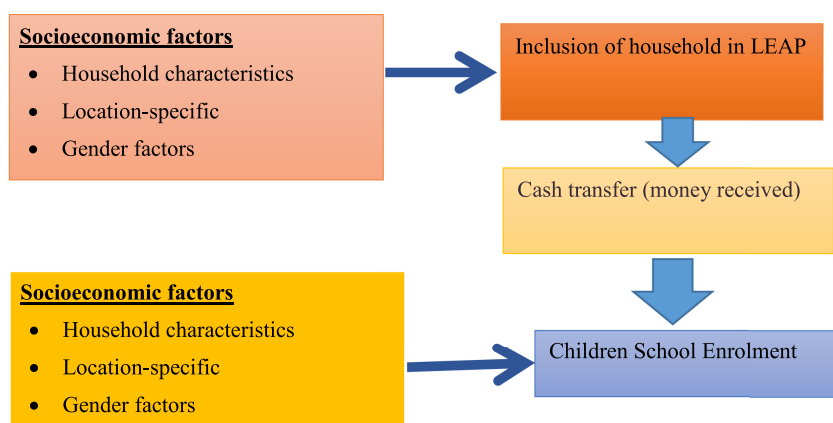 Socioeconomic factors
• Household characteristics
• Location-specific
• Gender factors
Inclusion of household in LEAP
Cash transfer (money received)
Socioeconomic factors
• Household characteristics
• Location-specific
• Gender factors
Children School Enrolment